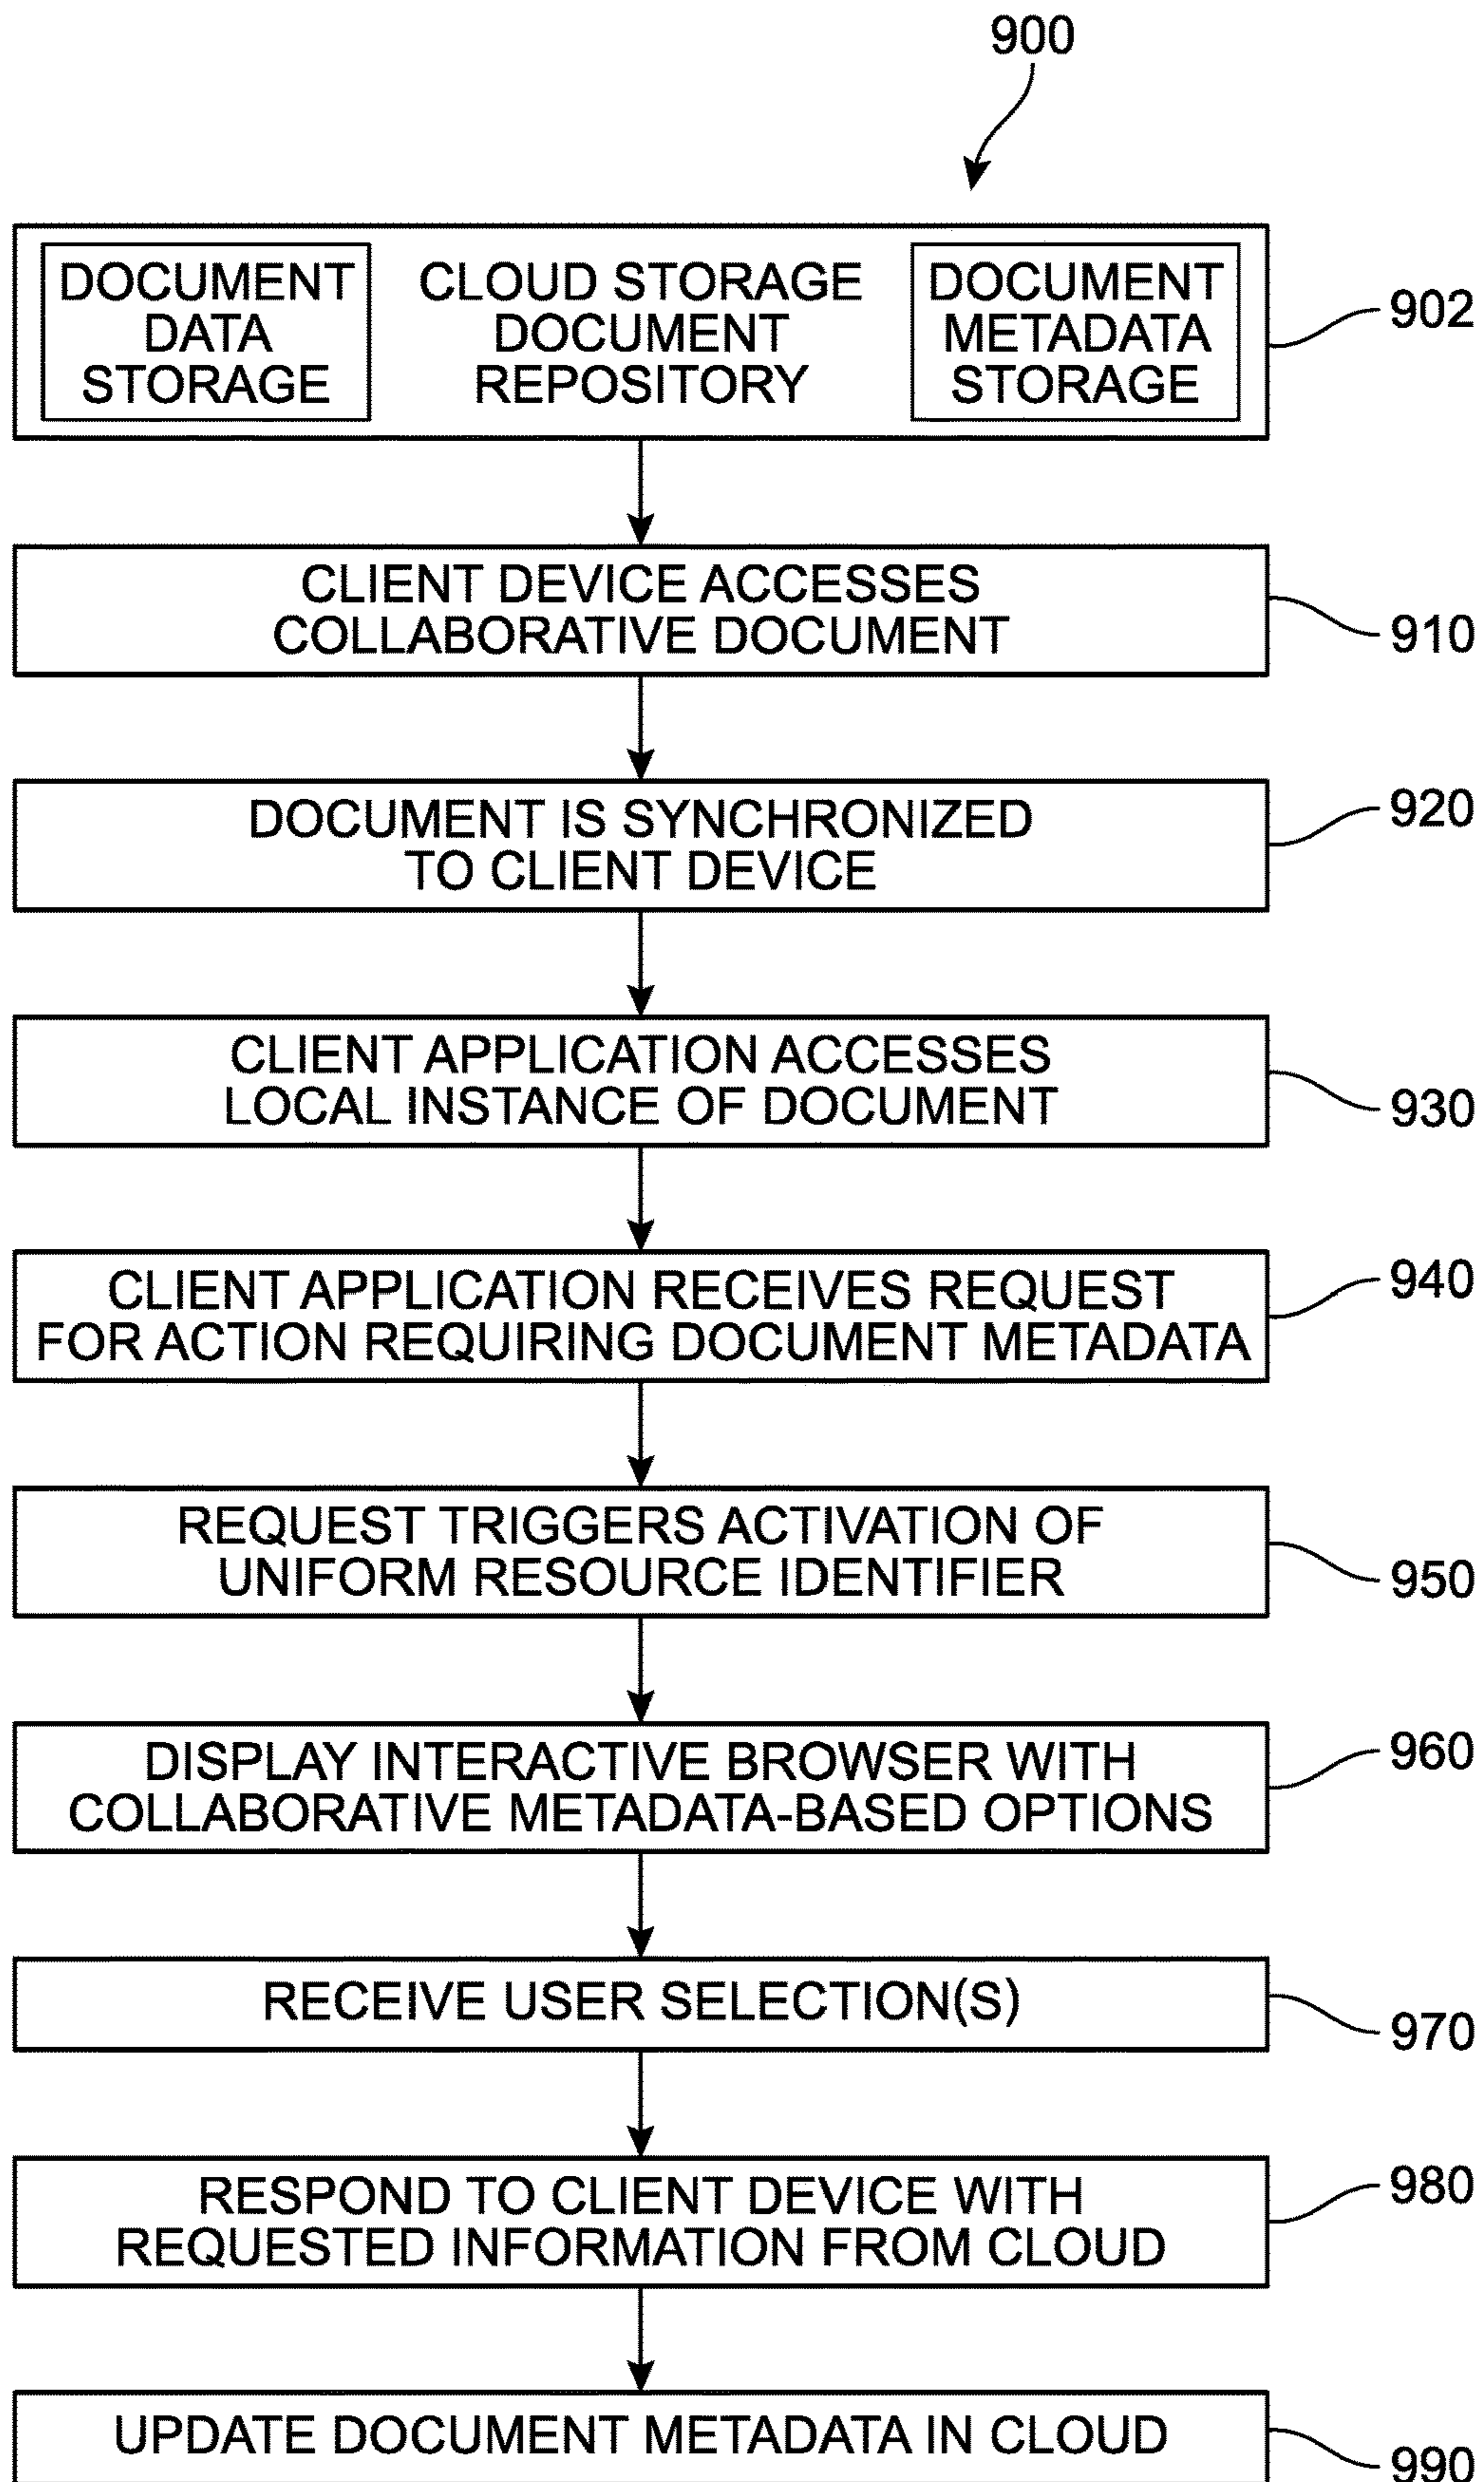 900
DOCUMENT
DATA
STORAGE
CLOUD STORAGE
DOCUMENT
REPOSITORY
DOCUMENT
METADATA
STORAGE
902
CLIENT DEVICE ACCESSES
COLLABORATIVE DOCUMENT
910
DOCUMENT IS SYNCHRONIZED
TO CLIENT DEVICE
920
CLIENT APPLICATION ACCESSES
LOCAL INSTANCE OF DOCUMENT
930
CLIENT APPLICATION RECEIVES REQUEST
FOR ACTION REQUIRING DOCUMENT METADATA
940
REQUEST TRIGGERS ACTIVATION OF
UNIFORM RESOURCE IDENTIFIER
950
DISPLAY INTERACTIVE BROWSER WITH
COLLABORATIVE METADATA-BASED OPTIONS
960
RECEIVE USER SELECTION(S)
970
RESPOND TO CLIENT DEVICE WITH
REQUESTED INFORMATION FROM CLOUD
980
UPDATE DOCUMENT METADATA IN CLOUD
990